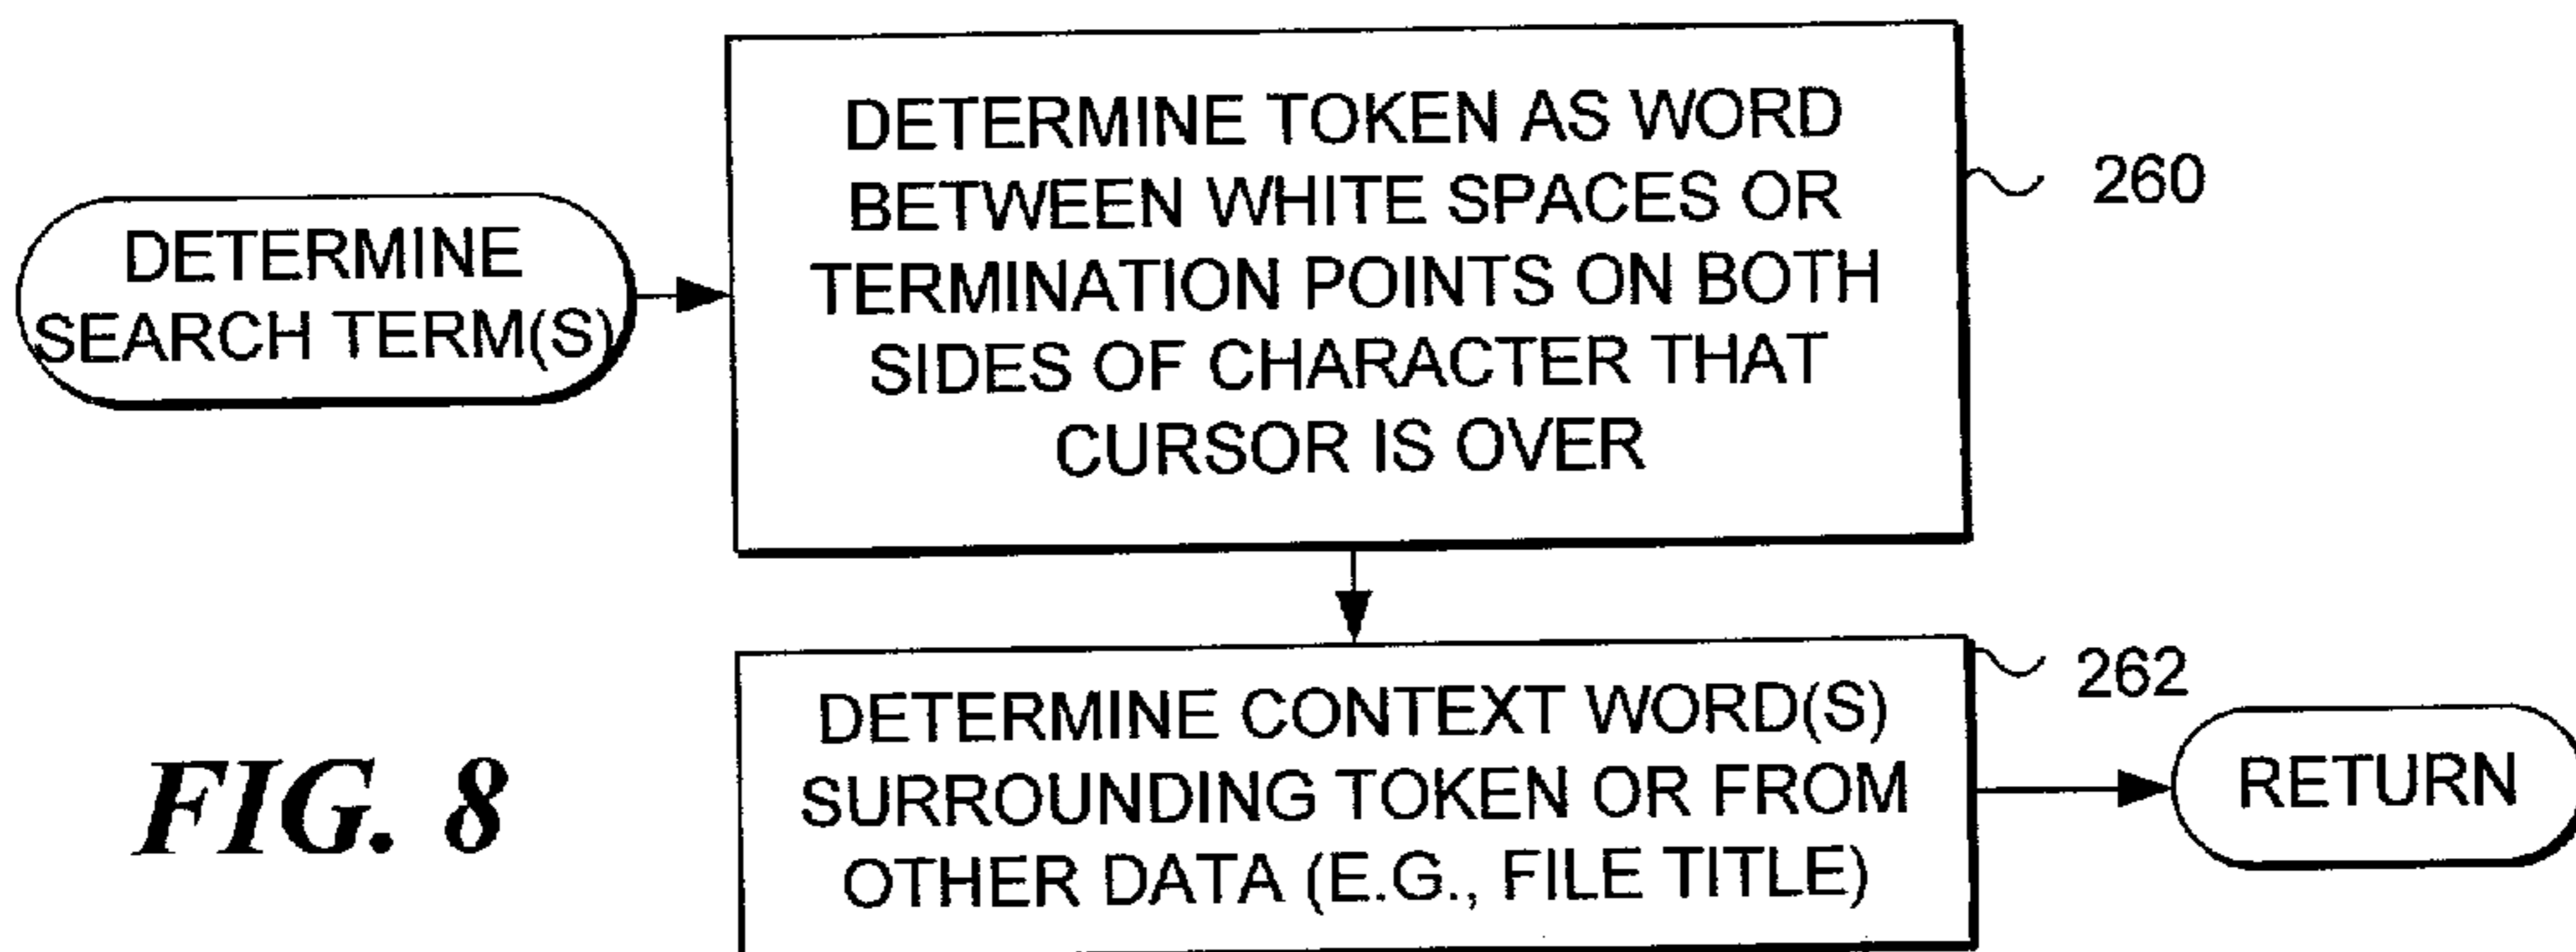 DETERMINE
SEARCH TERM(S)
DETERMINE TOKEN AS WORD
BETWEEN WHITE SPACES OR
TERMINATION POINTS ON BOTH
SIDES OF CHARACTER THAT
CURSOR IS OVER
260
DETERMINE CONTEXT WORD(S)
SURROUNDING TOKEN OR FROM
OTHER DATA (E.G., FILE TITLE)
262
RETURN
FIG. 8